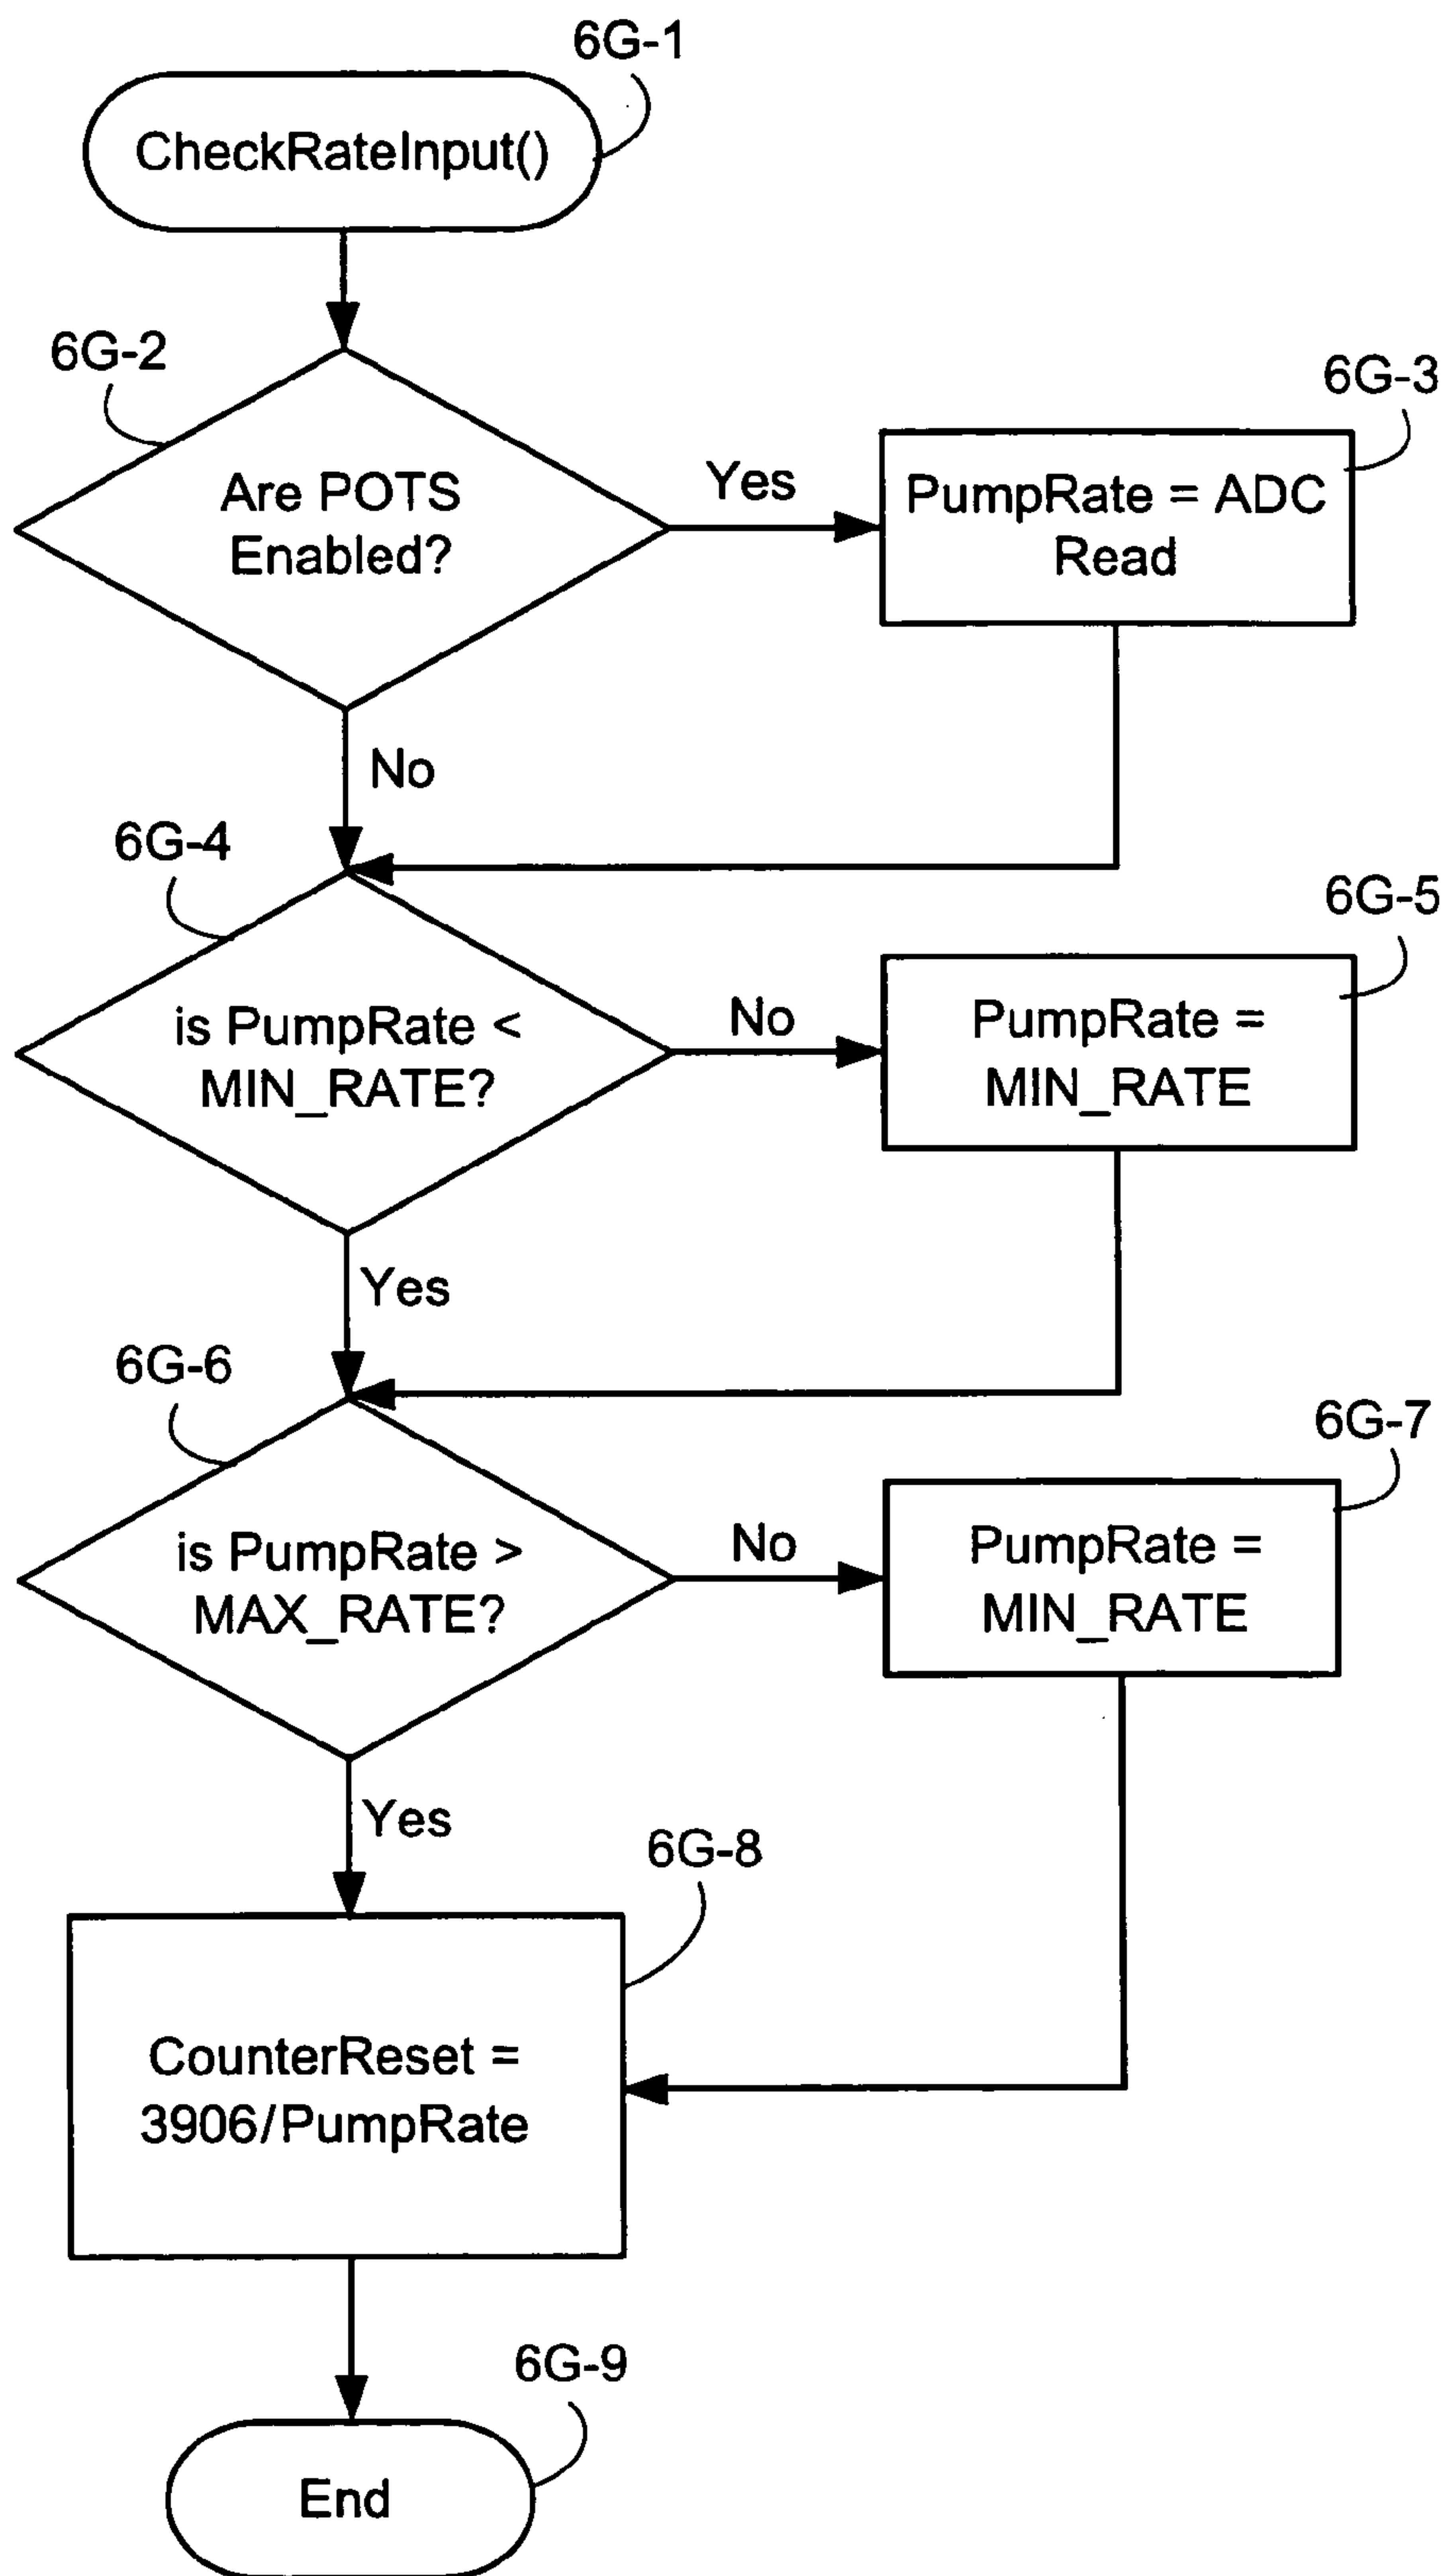 6G-1
CheckRateInput()
6G-2
Are POTS
Enabled?
Yes
6G-3
PumpRate = ADC
Read
No
6G-4
is PumpRate <
MIN_RATE?
No
6G-5
PumpRate =
MIN_RATE
Yes
6G-6
is PumpRate >
MAX_RATE?
No
6G-7
PumpRate =
MIN_RATE
Yes
6G-8
CounterReset =
3906/PumpRate
6G-9
End